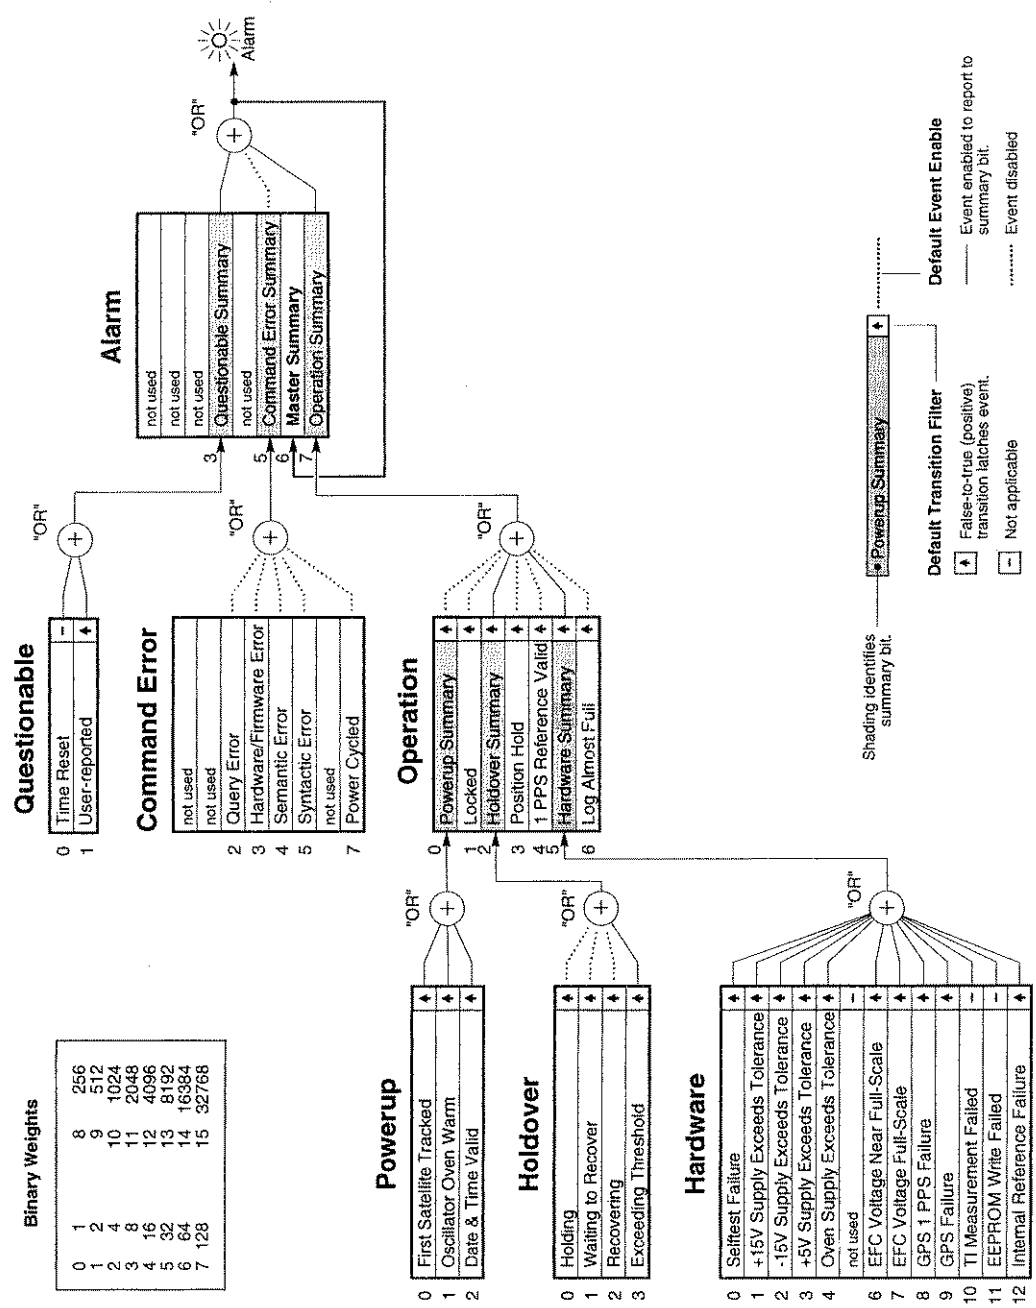 Binary Weights
0 1 8 256
1 2 9 512
2 4 10 1024
3 8 11 2048
4 16 12 4096
5 32 13 8192
6 64 14 16384
7 128 15 32768
Questionable
0 Time Reset –
1 User-reported
"OR"
+
Command Error
not used
not used
2 Query Error
3 Hardware/Firmware Error
4 Semantic Error
5 Syntactic Error
not used
7 Power Cycled
"OR"
+
Powerup
0 First Satellite Tracked
1 Oscillator Oven Warm
2 Date & Time Valid
"OR"
+
Holdover
0 Holding
1 Waiting to Recover
2 Recovering
3 Exceeding Threshold
"OR"
+
Hardware
0 Selftest Failure
1 +15V Supply Exceeds Tolerance
2 -15V Supply Exceeds Tolerance
3 +5V Supply Exceeds Tolerance
4 Oven Supply Exceeds Tolerance
not used –
6 EFC Voltage Near Full-Scale
7 EFC Voltage Full-Scale
8 GPS 1 PPS Failure
9 GPS Failure
10 TI Measurement Failed –
11 EEPROM Write Failed –
12 Internal Reference Failure
"OR"
+
Operation
0 Powerup Summary
1 Locked
2 Holdover Summary
3 Position Hold
4 1 PPS Reference Valid
5 Hardware Summary
6 Log Almost Full
"OR"
+
Alarm
not used
not used
not used
3 Questionable Summary
not used
5 Command Error Summary
6 Master Summary
7 Operation Summary
"OR"
+
Alarm
Powerup Summary
Shading identifies
summary bit.
Default Transition Filter
False-to-true (positive)
transition latches event.
– Not applicable
Default Event Enable
Event enabled to report to
summary bit.
Event disabled